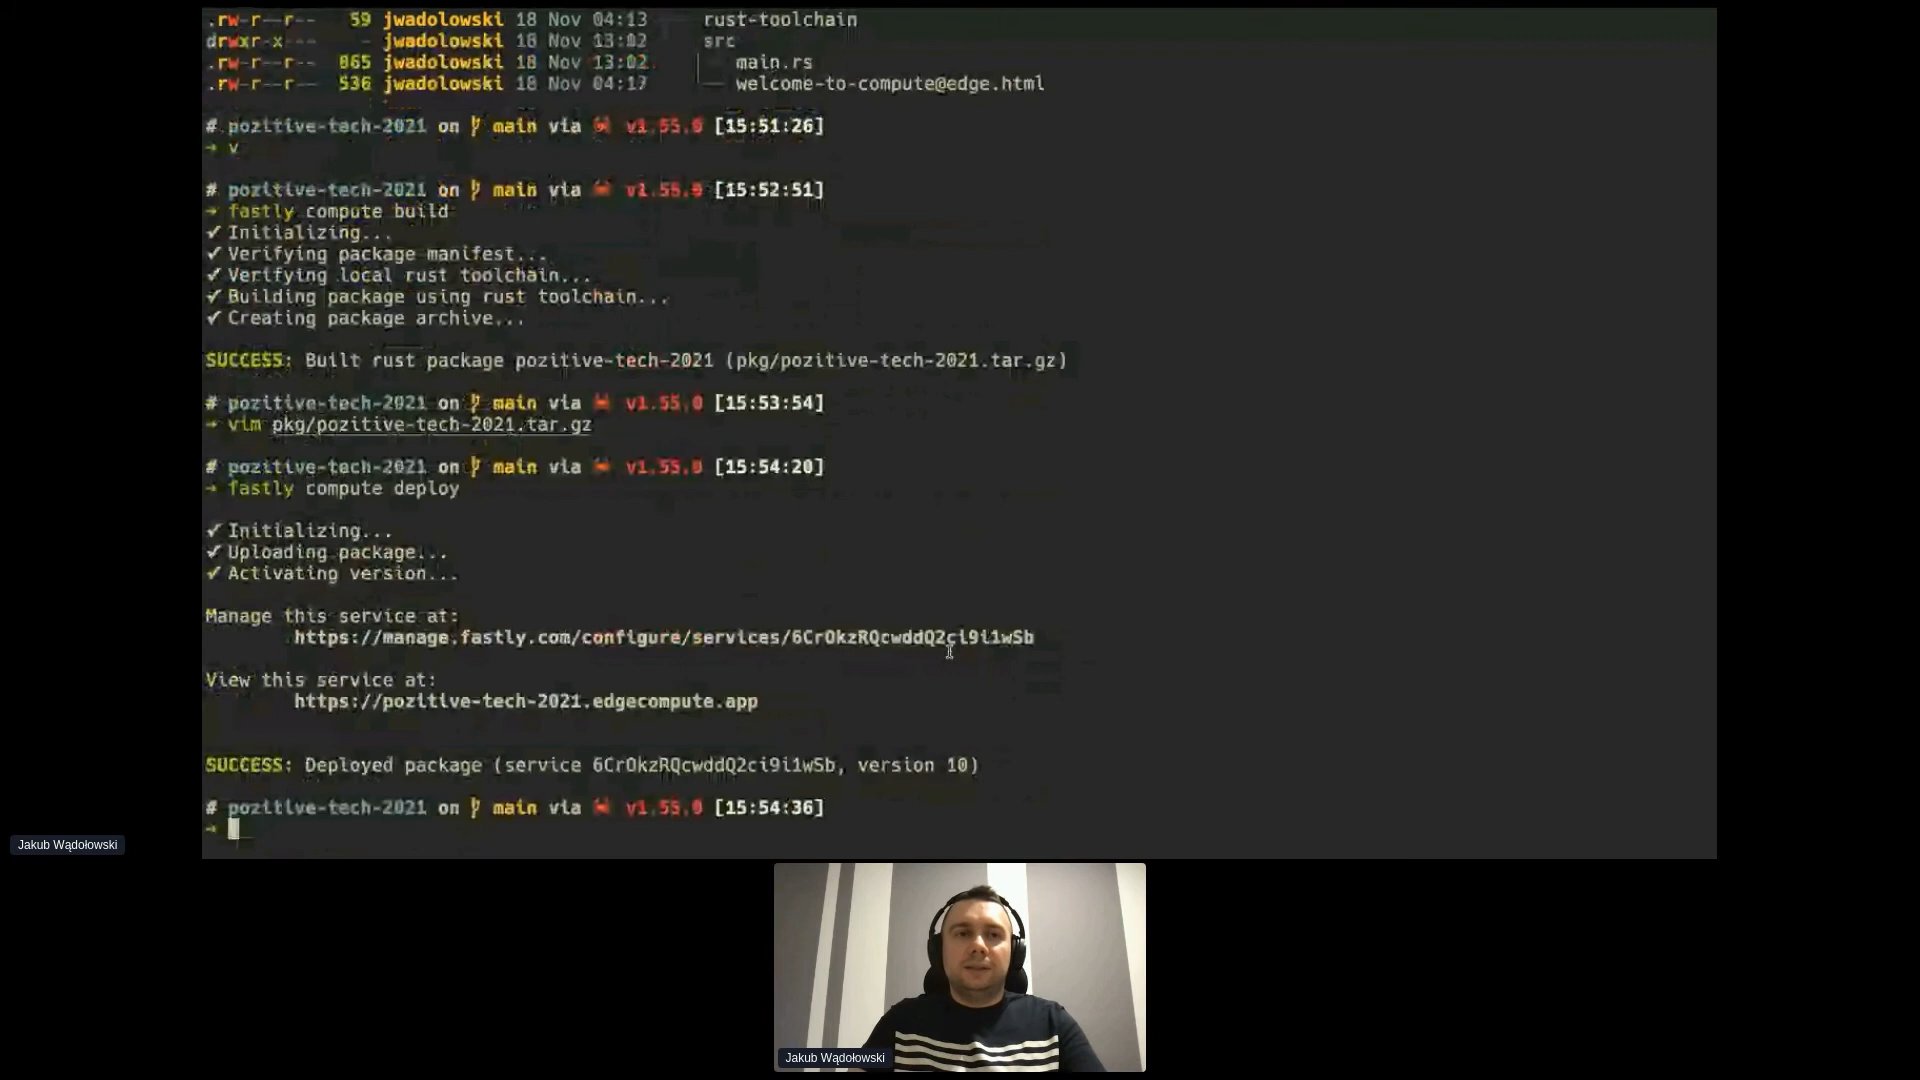 .rw-r--r-- 59 jwadolowski 18 Nov 04:13 rust-toolchain
drwxr-x--- - jwadolowski 18 Nov 13:02 src
.rw-r--r-- 865 jwadolowski 18 Nov 13:02 main.rs
.rw-r--r-- 536 jwadolowski 18 Nov 04:17 welcome-to-compute@edge.html
# pozitive-tech-2021 on main via v1.55.0 [15:51:26]
→ v
# pozitive-tech-2021 on main via v1.55.0 [15:52:51]
→ fastly compute build
✓ Initializing...
✓ Verifying package manifest...
✓ Verifying local rust toolchain...
✓ Building package using rust toolchain...
✓ Creating package archive...
SUCCESS: Built rust package pozitive-tech-2021 (pkg/pozitive-tech-2021.tar.gz)
# pozitive-tech-2021 on main via v1.55.0 [15:53:54]
→ vim pkg/pozitive-tech-2021.tar.gz
# pozitive-tech-2021 on main via v1.55.0 [15:54:20]
→ fastly compute deploy
✓ Initializing...
✓ Uploading package...
✓ Activating version...
Manage this service at:
https://manage.fastly.com/configure/services/6CrOkzRQcwddQ2ci9i1wSb
View this service at:
https://pozitive-tech-2021.edgecompute.app
SUCCESS: Deployed package (service 6CrOkzRQcwddQ2ci9i1wSb, version 10)
# pozitive-tech-2021 on main via v1.55.0 [15:54:36]
→
Jakub Wądołowski
Jakub Wądołowski